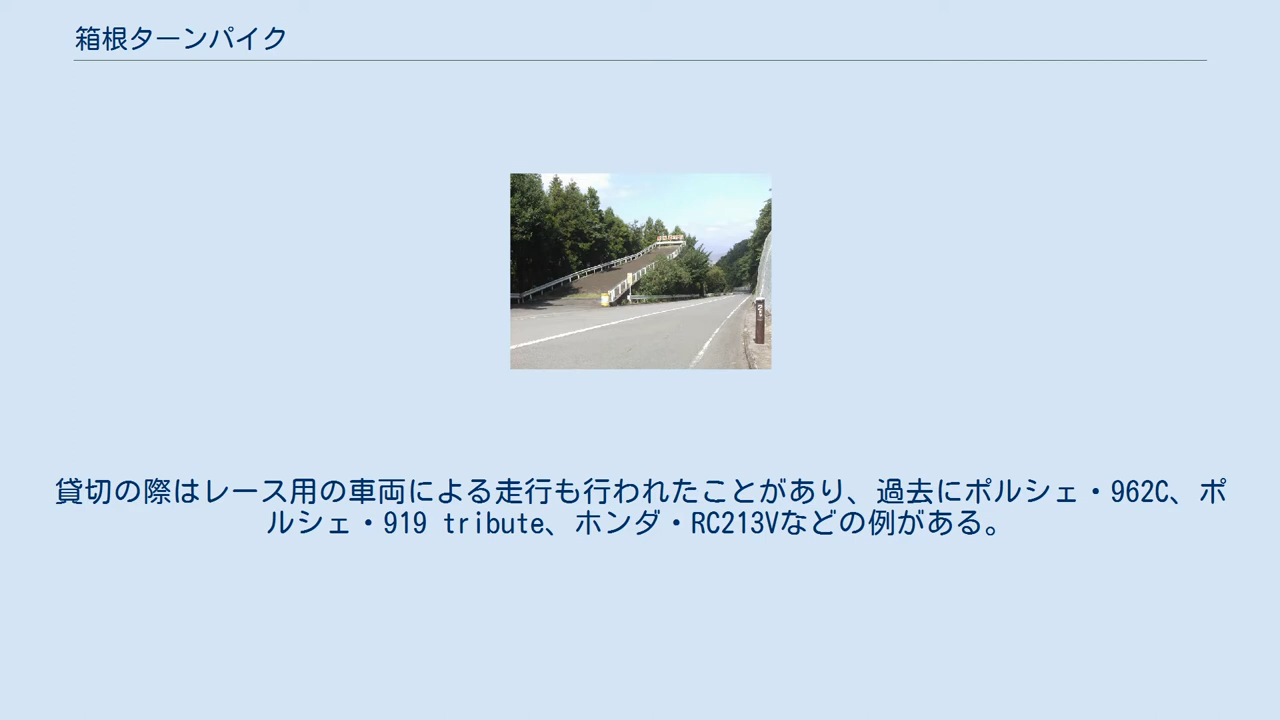 箱根ターンパイク
貸切の際はレース用の車両による走行も行われたことがあり、過去にポルシェ・962C、ポ
ルシェ・919 tribute、ホンダ・RC213Vなどの例がある。